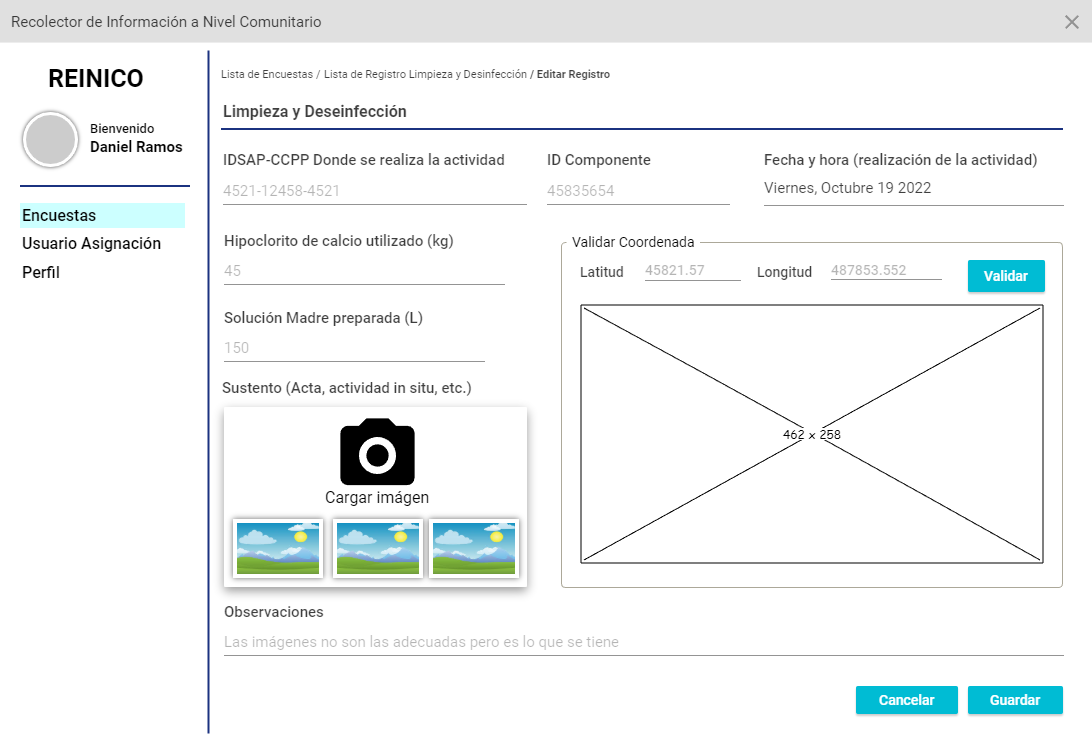 Recolector de Información a Nivel Comunitario
REINICO
Bienvenido
Daniel Ramos
Encuestas
Usuario Asignación
Perfil
Lista de Encuestas / Lista de Registro Limpieza y Desinfección / Editar Registro
Limpieza y Deseinfección
IDSAP-CCPP Donde se realiza la actividad
4521-12458-4521
ID Componente
45835654
Fecha y hora (realización de la actividad)
Viernes, Octubre 19 2022
Hipoclorito de calcio utilizado (kg)
45
Solución Madre preparada (L)
150
Sustento (Acta, actividad in situ, etc.)
Cargar imágen
Validar Coordenada
Latitud 45821.57 Longitud 487853.552 Validar
462 x 258
Observaciones
Las imágenes no son las adecuadas pero es lo que se tiene
Cancelar Guardar